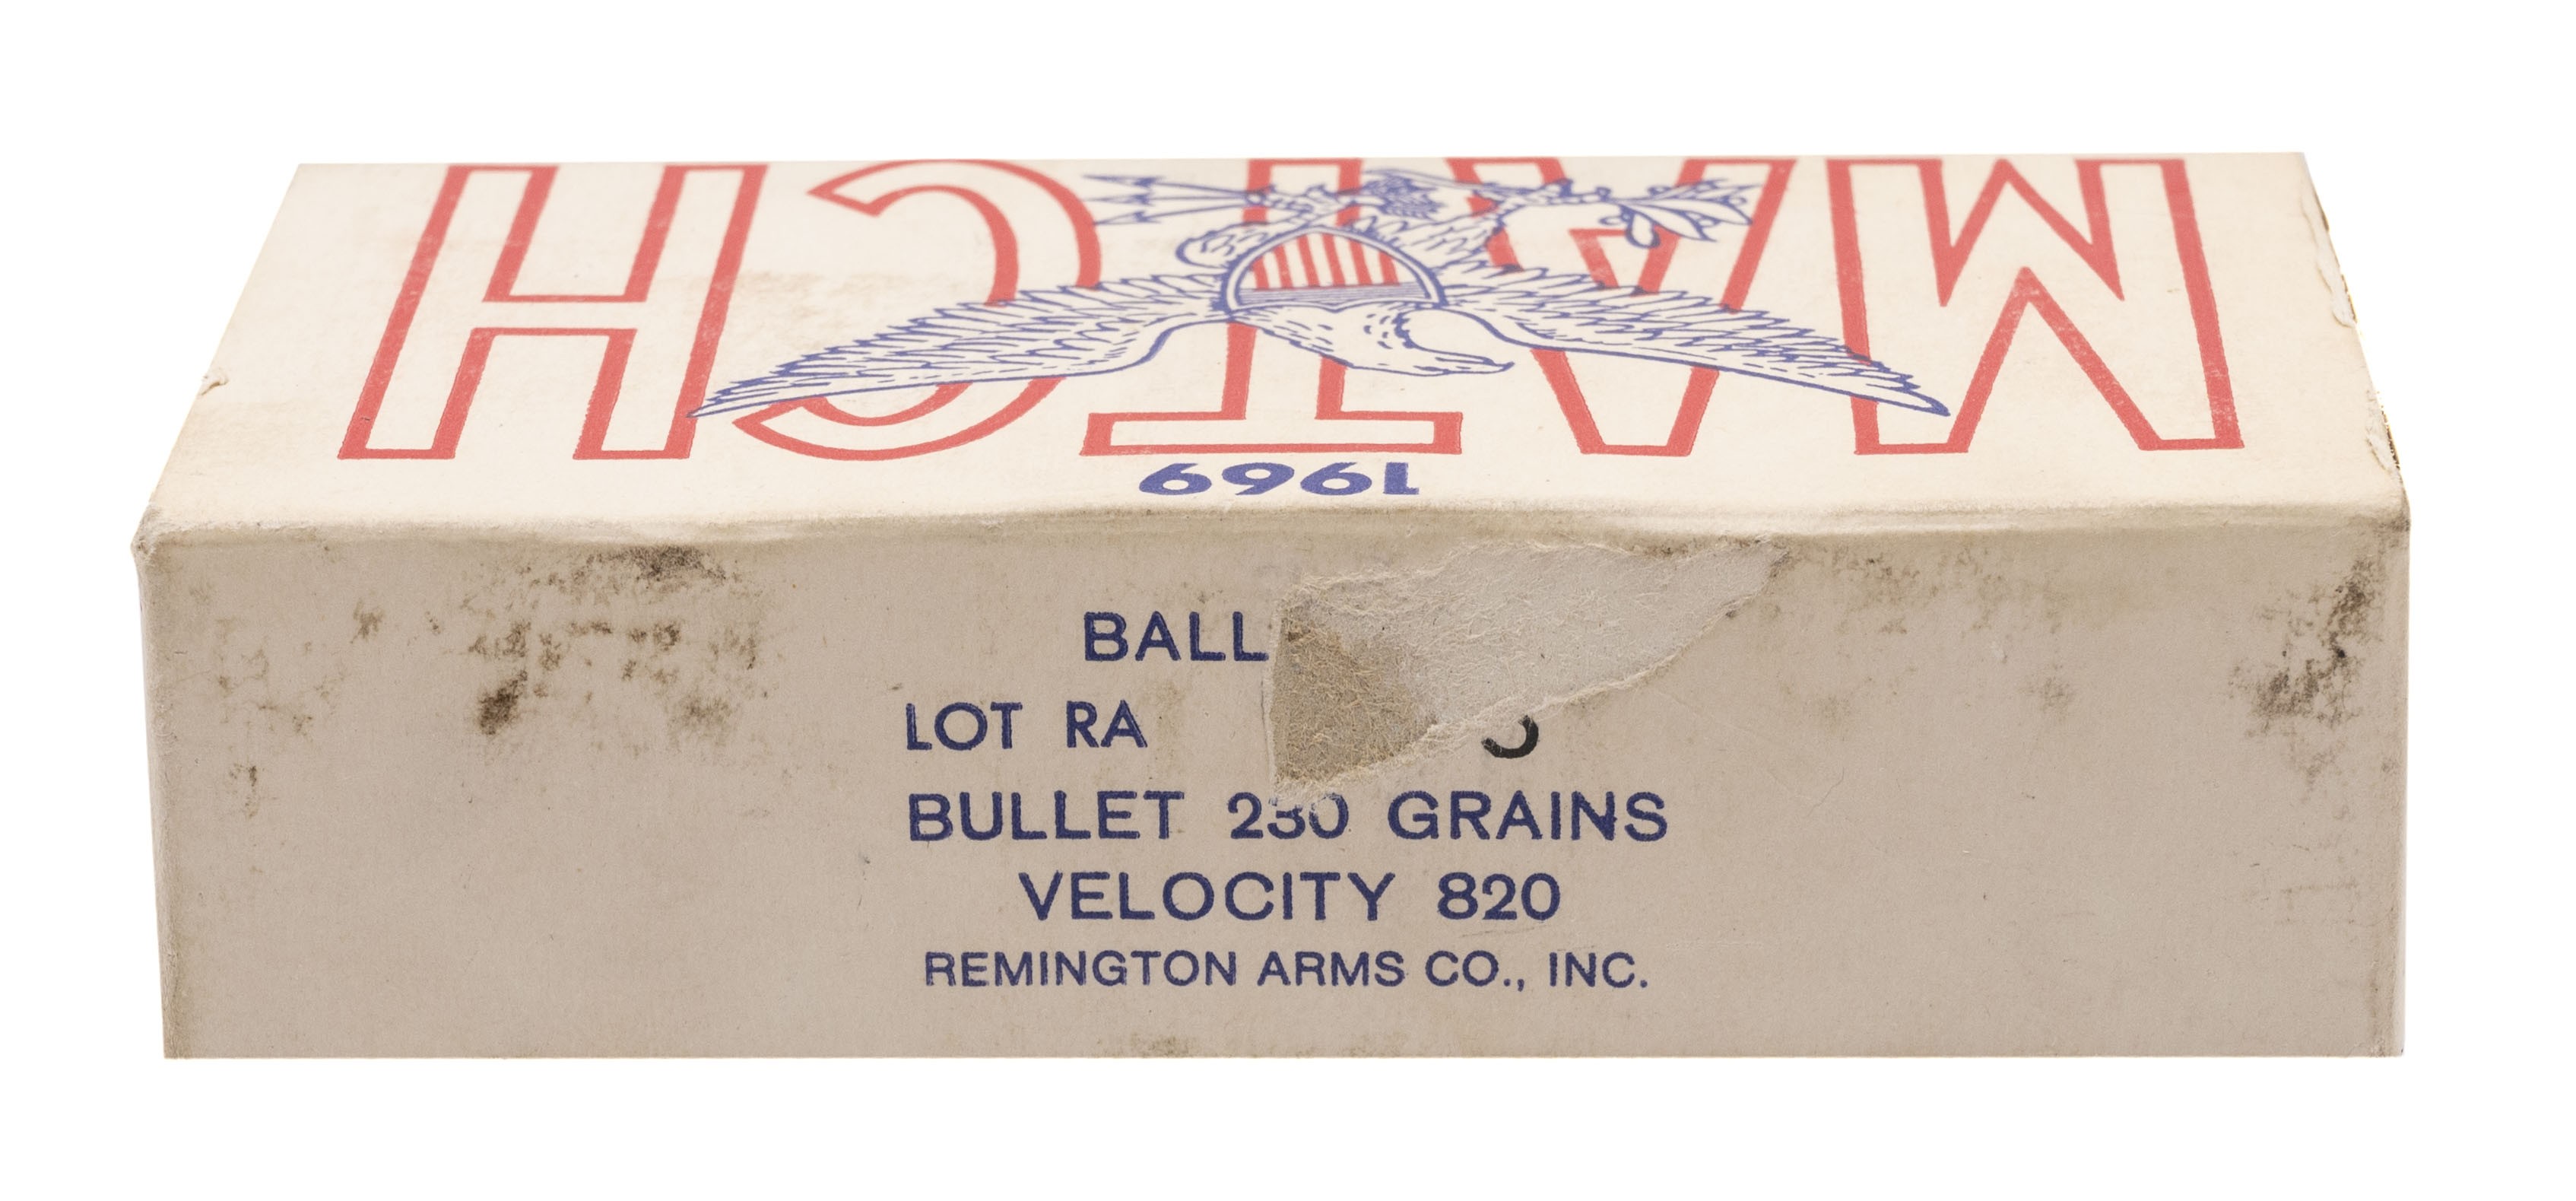 MATCH
1969
BALL
LOT RA
BULLET 230 GRAINS
VELOCITY 820
REMINGTON ARMS CO., INC.